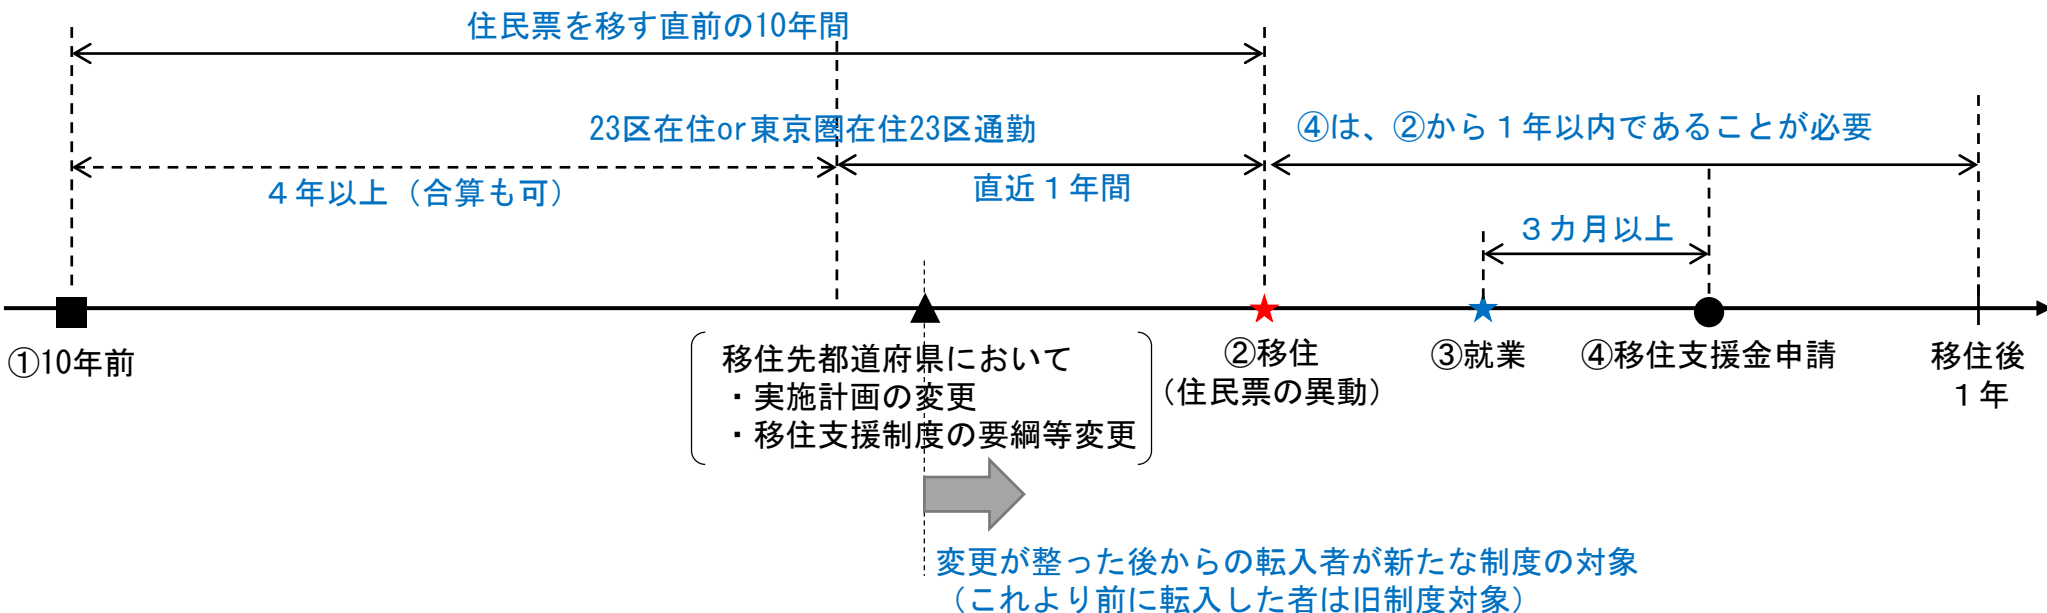 住民票を移す直前の10年間
23区在住or東京圏在住23区通勤
④は、②から１年以内であることが必要
４年以上（合算も可）
直近１年間
３カ月以上
①10年前
移住先都道府県において
・実施計画の変更
・移住支援制度の要綱等変更
②移住
（住民票の異動）
③就業
④移住支援金申請
移住後
１年
変更が整った後からの転入者が新たな制度の対象
（これより前に転入した者は旧制度対象）